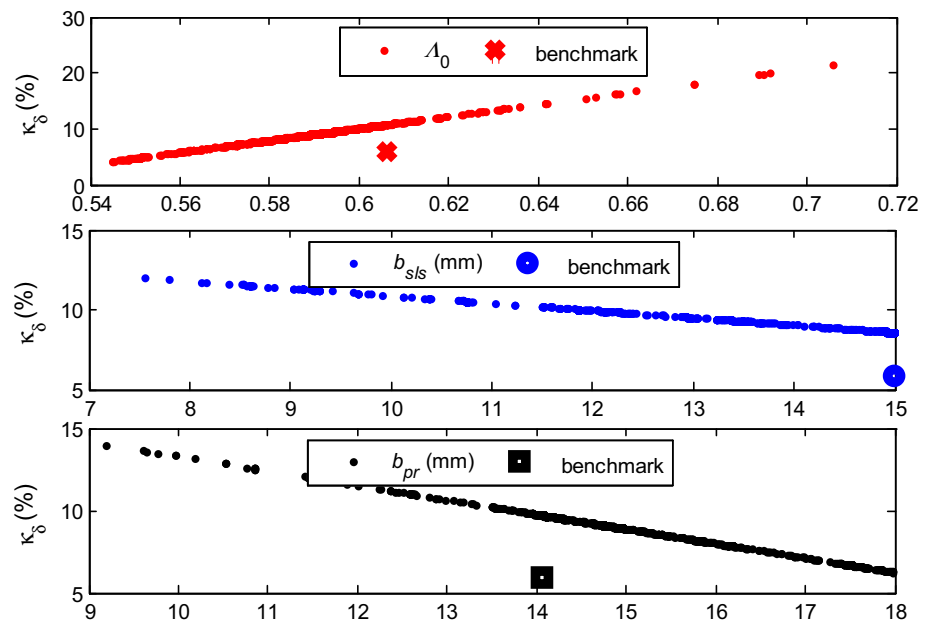 30
20
10
0
κδ (%)
Λ0 benchmark
0.54 0.56 0.58 0.6 0.62 0.64 0.66 0.68 0.7 0.72
15
10
5
κδ (%)
bsls (mm) benchmark
7 8 9 10 11 12 13 14 15
15
10
5
κδ (%)
bpr (mm) benchmark
9 10 11 12 13 14 15 16 17 18